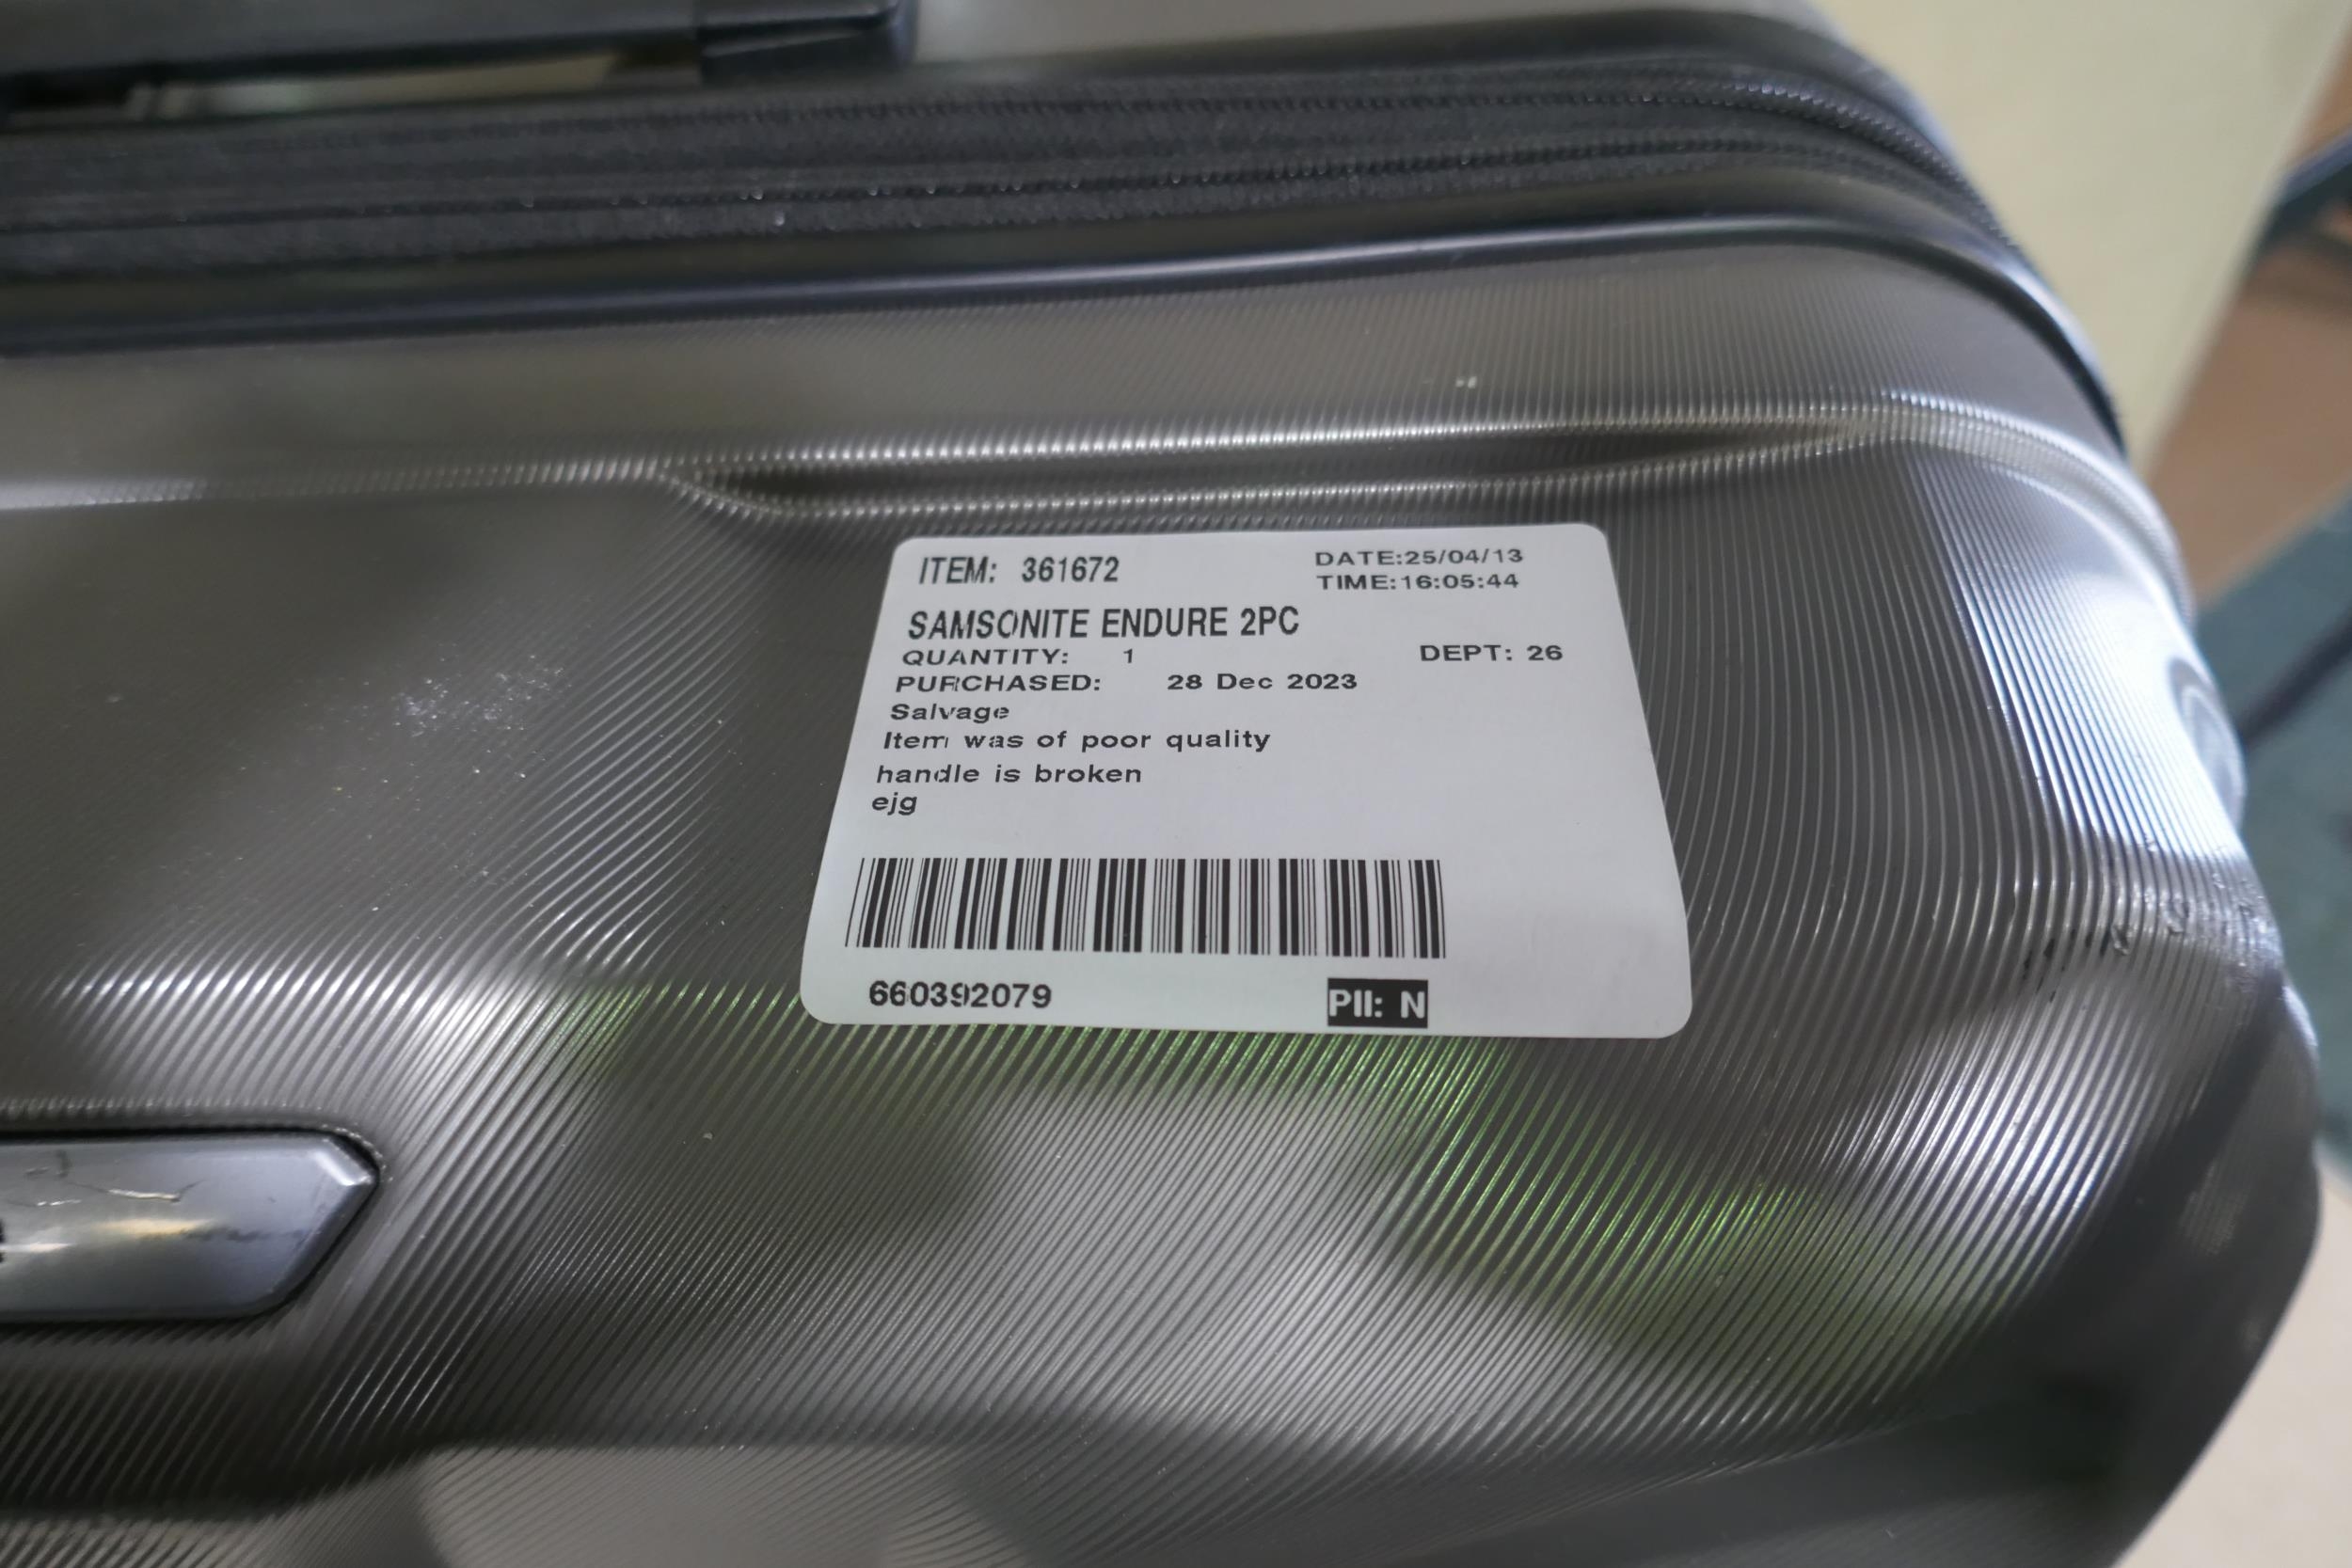 ITEM: 361672
DATE:25/04/13
TIME:16:05:44
SAMSONITE ENDURE 2PC
QUANTITY: 1
DEPT: 26
PURCHASED: 28 Dec 2023
Salvage
Item was of poor quality
handle is broken
ejg
660392079
PII: N